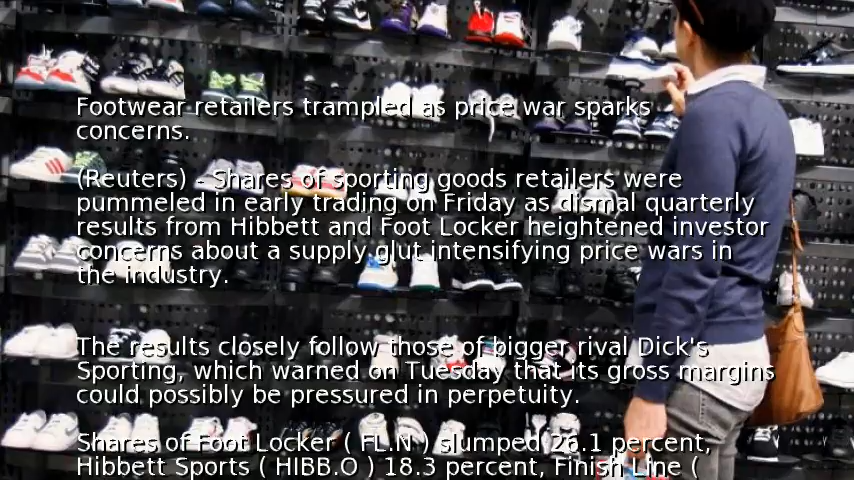 Footwear retailers trampled as price war sparks
concerns.
(Reuters) - Shares of sporting goods retailers were
pummeled in early trading on Friday as dismal quarterly
results from Hibbett and Foot Locker heightened investor
concerns about a supply glut intensifying price wars in
the industry.
The results closely follow those of bigger rival Dick's
Sporting, which warned on Tuesday that its gross margins
could possibly be pressured in perpetuity.
Shares of Foot Locker ( FL.N ) slumped 26.1 percent,
Hibbett Sports ( HIBB.O ) 18.3 percent, Finish Line (